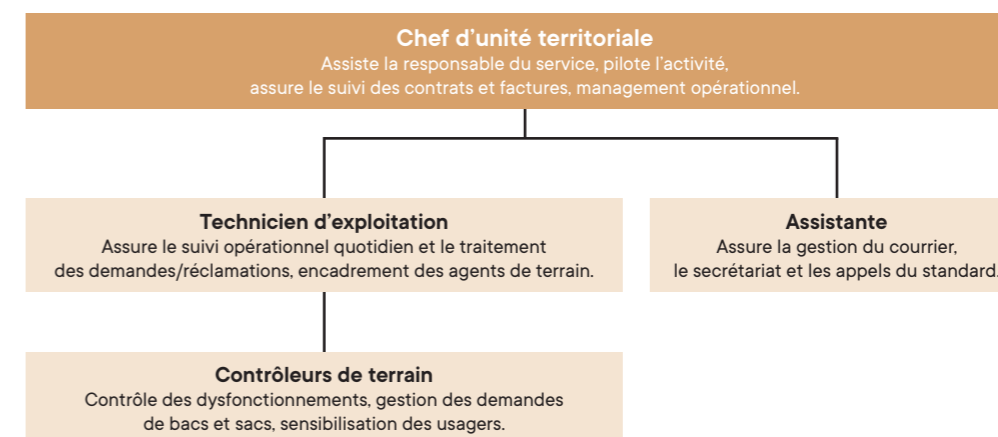 Chef d’unité territoriale
Assiste la responsable du service, pilote l’activité,
assure le suivi des contrats et factures, management opérationnel.
Technicien d’exploitation
Assure le suivi opérationnel quotidien et le traitement
des demandes/réclamations, encadrement des agents de terrain.
Assistante
Assure la gestion du courrier,
le secrétariat et les appels du standard.
Contrôleurs de terrain
Contrôle des dysfonctionnements, gestion des demandes
de bacs et sacs, sensibilisation des usagers.